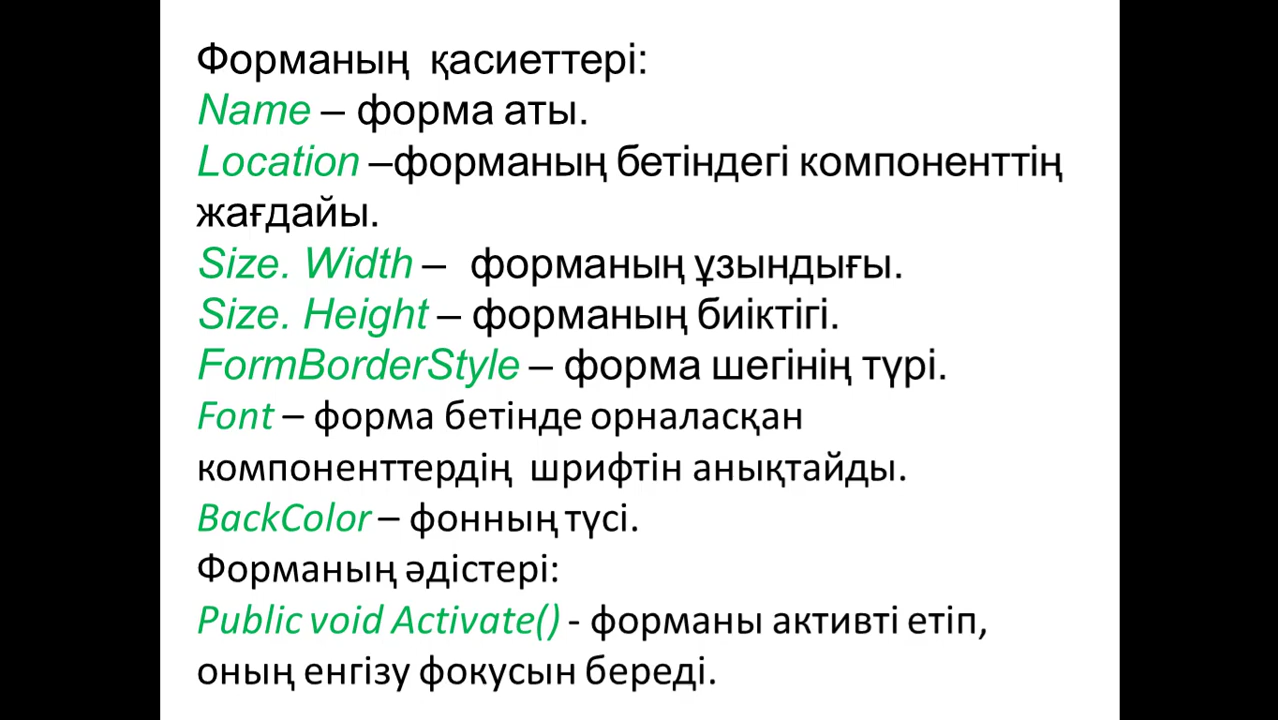 Форманың қасиеттері:
Name – форма аты.
Location –форманың бетіндегі компоненттің
жағдайы.
Size. Width – форманың ұзындығы.
Size. Height – форманың биіктігі.
FormBorderStyle – форма шегінің түрі.
Font – форма бетінде орналасқан
компоненттердің шрифтін анықтайды.
BackColor – фонның түсі.
Форманың әдістері:
Public void Activate() - форманы активті етіп,
оның енгізу фокусын береді.